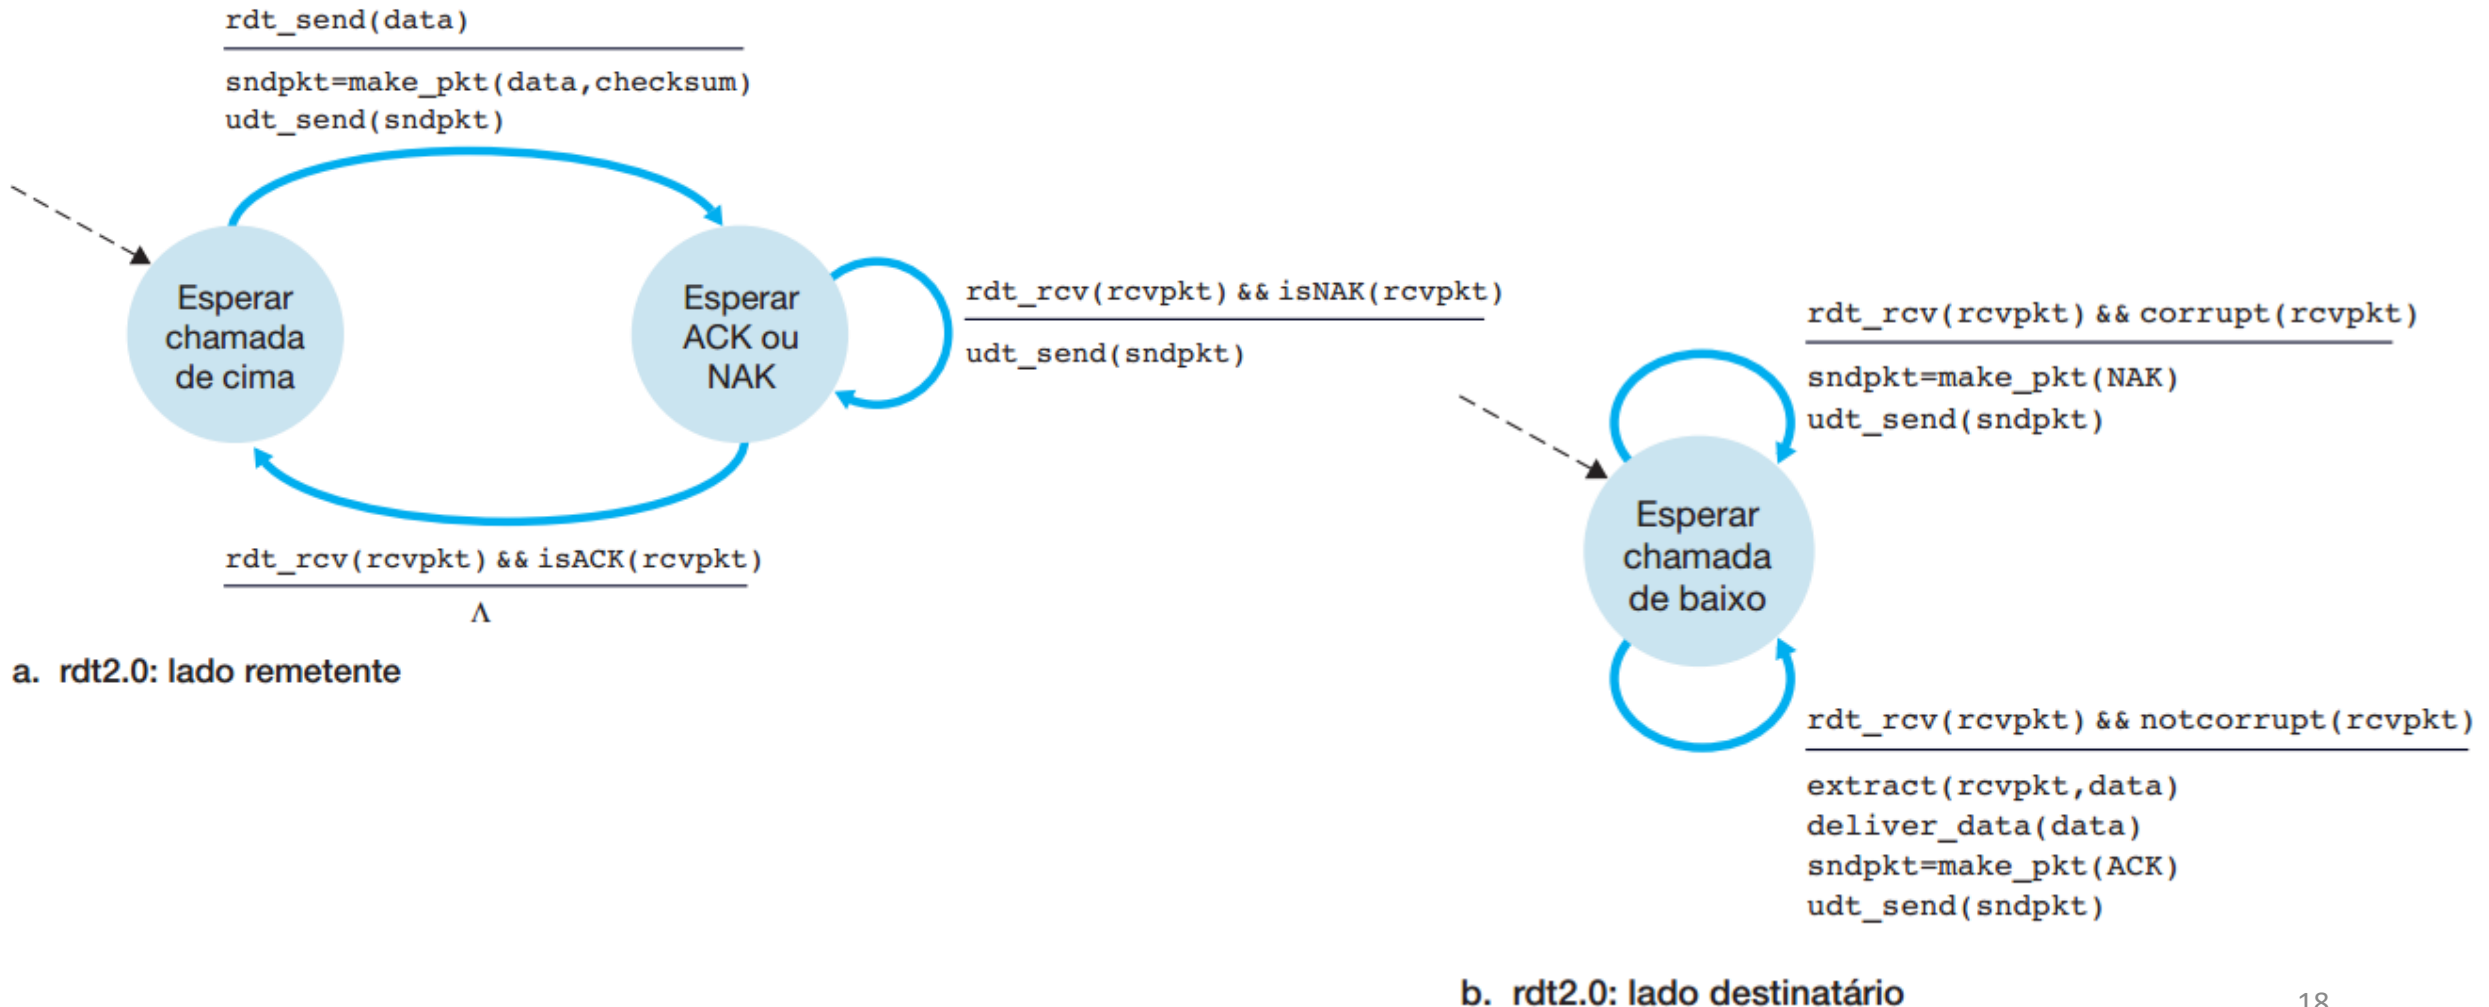 rdt_send(data)
sndpkt=make_pkt(data,checksum)
udt_send(sndpkt)
Esperar
chamada
de cima
Esperar
ACK ou
NAK
rdt_rcv(rcvpkt) && isNAK(rcvpkt)
udt_send(sndpkt)
rdt_rcv(rcvpkt) && isACK(rcvpkt)
Λ
a. rdt2.0: lado remetente
rdt_rcv(rcvpkt) && corrupt(rcvpkt)
sndpkt=make_pkt(NAK)
udt_send(sndpkt)
Esperar
chamada
de baixo
rdt_rcv(rcvpkt) && notcorrupt(rcvpkt)
extract(rcvpkt,data)
deliver_data(data)
sndpkt=make_pkt(ACK)
udt_send(sndpkt)
b. rdt2.0: lado destinatário
18